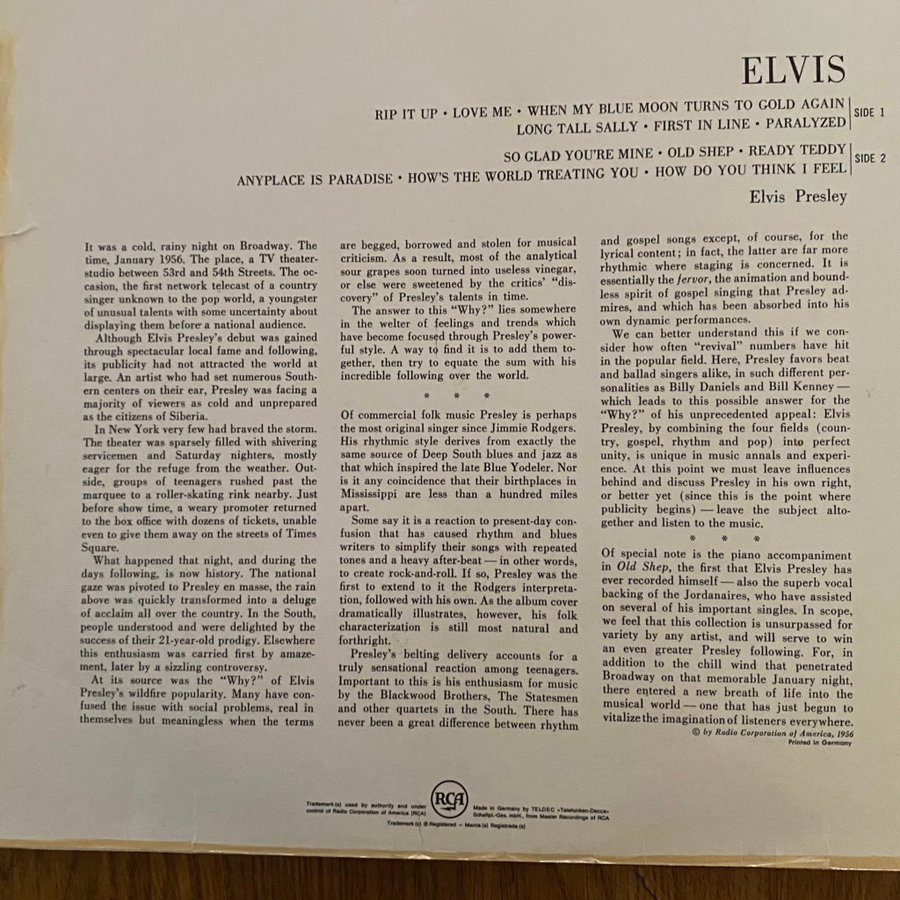 ELVIS
RIP IT UP • LOVE ME • WHEN MY BLUE MOON TURNS TO GOLD AGAIN
LONG TALL SALLY • FIRST IN LINE • PARALYZED
SIDE 1
SO GLAD YOU'RE MINE • OLD SHEP • READY TEDDY
ANYPLACE IS PARADISE • HOW'S THE WORLD TREATING YOU • HOW DO YOU THINK I FEEL
SIDE 2
Elvis Presley
It was a cold, rainy night on Broadway. The
time, January 1956. The place, a TV theater-
studio between 53rd and 54th Streets. The oc-
casion, the first network telecast of a country
singer unknown to the pop world, a youngster
of unusual talents with some uncertainty about
displaying them before a national audience.
Although Elvis Presley's debut was gained
through spectacular local fame and following,
its publicity had not attracted the world at
large. An artist who had set numerous South-
ern centers on their ear, Presley was facing a
majority of viewers as cold and unprepared
as the citizens of Siberia.
In New York very few had braved the storm.
The theater was sparsely filled with shivering
servicemen and Saturday nighters, mostly
eager for the refuge from the weather. Out-
side, groups of teenagers rushed past the
marquee to a roller-skating rink nearby. Just
before show time, a weary promoter returned
to the box office with dozens of tickets, unable
even to give them away on the streets of Times
Square.
What happened that night, and during the
days following, is now history. The national
gaze was pivoted to Presley en masse, the rain
above was quickly transformed into a deluge
of acclaim all over the country. In the South,
people understood and were delighted by the
success of their 21-year-old prodigy. Elsewhere
this enthusiasm was carried first by amaze-
ment, later by a sizzling controversy.
At its source was the "Why?" of Elvis
Presley's wildfire popularity. Many have con-
fused the issue with social problems, real in
themselves but meaningless when the terms
are begged, borrowed and stolen for musical
criticism. As a result, most of the analytical
sour grapes soon turned into useless vinegar,
or else were sweetened by the critics' "dis-
covery" of Presley's talents in time.
The answer to this "Why?" lies somewhere
in the welter of feelings and trends which
have become focused through Presley's power-
ful style. A way to find it is to add them to-
gether, then try to equate the sum with his
incredible following over the world.
* * *
Of commercial folk music Presley is perhaps
the most original singer since Jimmie Rodgers.
His rhythmic style derives from exactly the
same source of Deep South blues and jazz as
that which inspired the late Blue Yodeler. Nor
is it any coincidence that their birthplaces in
Mississippi are less than a hundred miles
apart.
Some say it is a reaction to present-day con-
fusion that has caused rhythm and blues
writers to simplify their songs with repeated
tones and a heavy after-beat — in other words,
to create rock-and-roll. If so, Presley was the
first to extend to it the Rodgers interpreta-
tion, followed with his own. As the album cover
dramatically illustrates, however, his folk
characterization is still most natural and
forthright.
Presley's belting delivery accounts for a
truly sensational reaction among teenagers.
Important to this is his enthusiasm for music
by the Blackwood Brothers, The Statesmen
and other quartets in the South. There has
never been a great difference between rhythm
and gospel songs except, of course, for the
lyrical content; in fact, the latter are far more
rhythmic where staging is concerned. It is
essentially the fervor, the animation and bound-
less spirit of gospel singing that Presley ad-
mires, and which has been absorbed into his
own dynamic performances.
We can better understand this if we con-
sider how often "revival" numbers have hit
in the popular field. Here, Presley favors beat
and ballad singers alike, in such different per-
sonalities as Billy Daniels and Bill Kenney —
which leads to this possible answer for the
"Why?" of his unprecedented appeal: Elvis
Presley, by combining the four fields (coun-
try, gospel, rhythm and pop) into perfect
unity, is unique in music annals and experi-
ence. At this point we must leave influences
behind and discuss Presley in his own right,
or better yet (since this is the point where
publicity begins) — leave the subject alto-
gether and listen to the music.
* * *
Of special note is the piano accompaniment
in Old Shep, the first that Elvis Presley has
ever recorded himself — also the superb vocal
backing of the Jordanaires, who have assisted
on several of his important singles. In scope,
we feel that this collection is unsurpassed for
variety by any artist, and will serve to win
an even greater Presley following. For, in
addition to the chill wind that penetrated
Broadway on that memorable January night,
there entered a new breath of life into the
musical world — one that has just begun to
vitalize the imagination of listeners everywhere.
© by Radio Corporation of America, 1956
Printed in Germany
Trademark(s) used by authority and under
control of Radio Corporation of America (RCA)
RCA
Made in Germany by TELDEC »Telefunken-Decca«
Schallpl.-Ges. mbH., from Master Recordings of RCA
Trademark(s) ® Registered — Marca(s) Registrada(s)